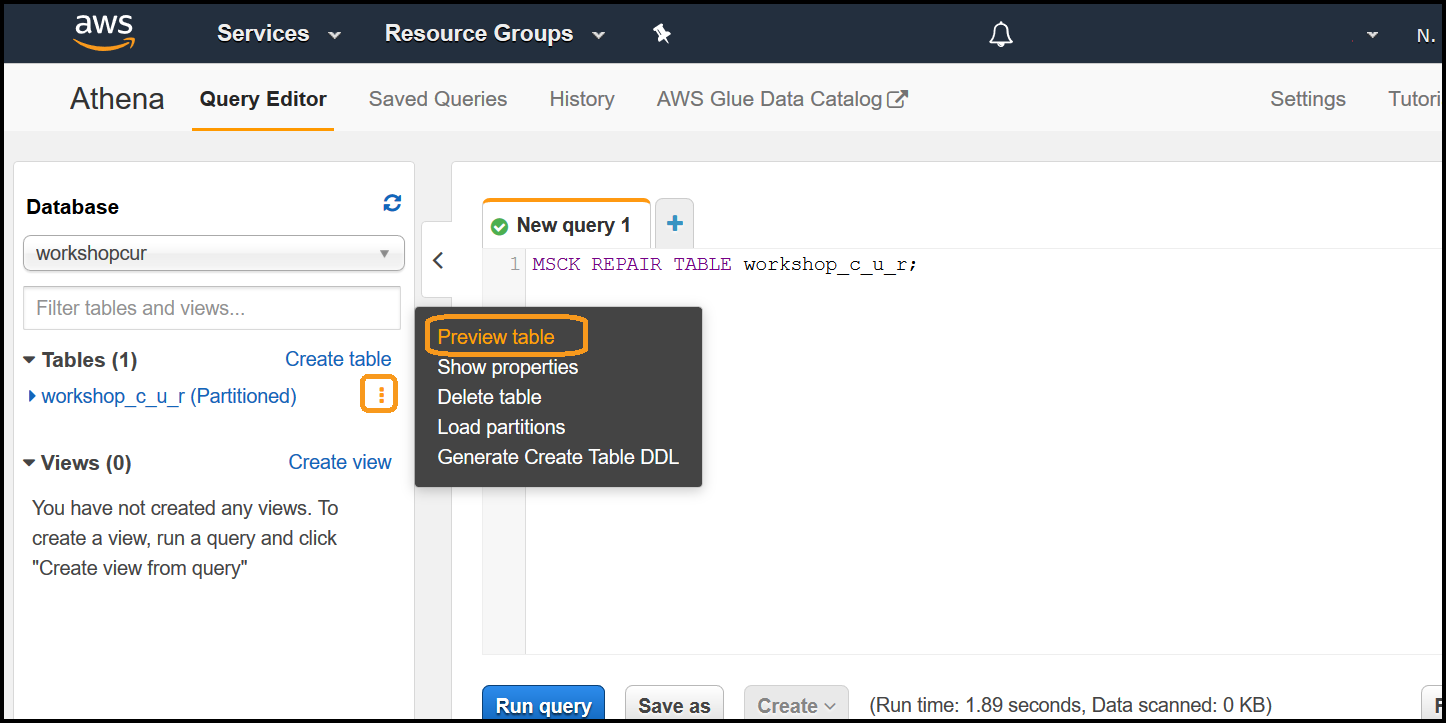 aws Services Resource Groups N.
Athena Query Editor Saved Queries History AWS Glue Data Catalog Settings Tutori
Database
workshopcur
Filter tables and views...
Tables (1) Create table
workshop_c_u_r (Partitioned)
Views (0) Create view
You have not created any views. To
create a view, run a query and click
"Create view from query"
New query 1
1 MSCK REPAIR TABLE workshop_c_u_r;
Preview table
Show properties
Delete table
Load partitions
Generate Create Table DDL
Run query Save as Create (Run time: 1.89 seconds, Data scanned: 0 KB) F